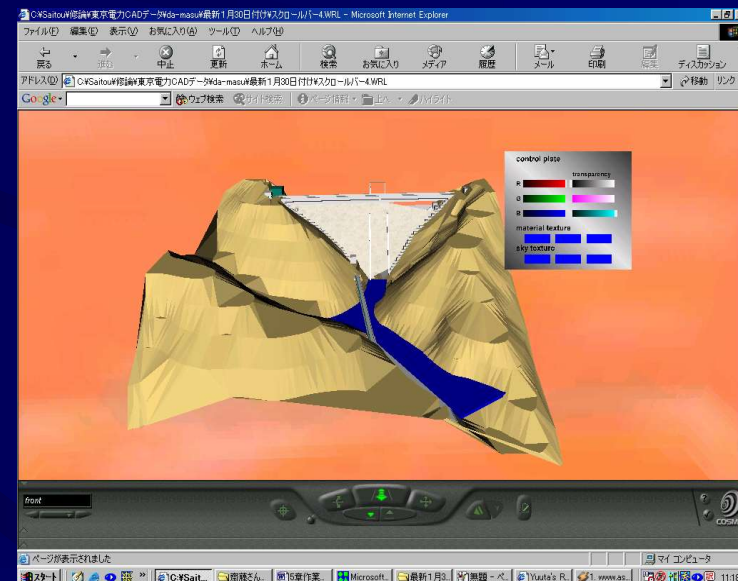 C:¥Saitou¥修論¥東京電力CADデータ¥da-masu¥最新1月30日付け¥スクロールバー4.WRL - Microsoft Internet Explorer
ファイル(F) 編集(E) 表示(V) お気に入り(A) ツール(T) ヘルプ(H)
戻る 進む 中止 更新 ホーム 検索 お気に入り メディア 履歴 メール 印刷 編集 ディスカッション
アドレス(D) C:¥Saitou¥修論¥東京電力CADデータ¥da-masu¥最新1月30日付け¥スクロールバー4.WRL 移動 リンク
Google ウェブ検索 サイト検索 ページ情報 上へ ハイライト
control plate
transparency
R
G
B
material texture
sky texture
front
COSM
ページが表示されました マイ コンピュータ
スタート C:¥Sait... 齋藤さん... 5章作業... Microsoft... 最新1月3... 無題 - ペ... Yuuta's R... 1. www.as...